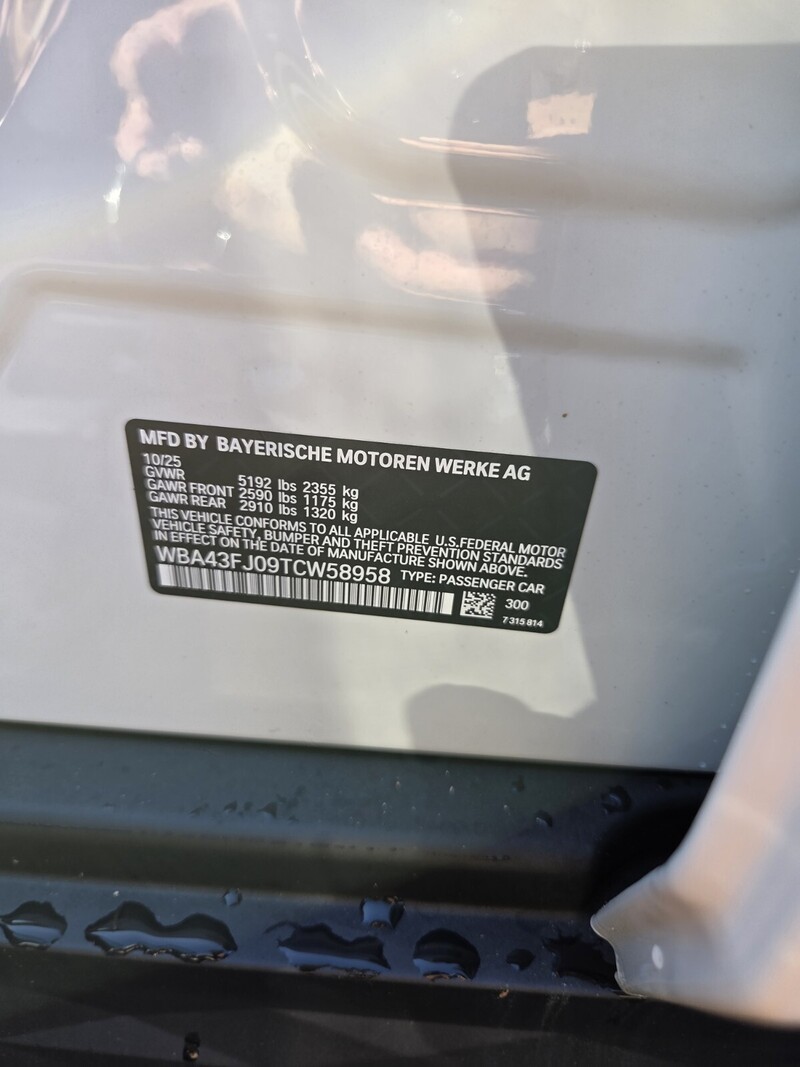 MFD BY BAYERISCHE MOTOREN WERKE AG
10/25
GVWR 5192 lbs 2355 kg
GAWR FRONT 2590 lbs 1175 kg
GAWR REAR 2910 lbs 1320 kg
THIS VEHICLE CONFORMS TO ALL APPLICABLE U.S.FEDERAL MOTOR
VEHICLE SAFETY, BUMPER AND THEFT PREVENTION STANDARDS
IN EFFECT ON THE DATE OF MANUFACTURE SHOWN ABOVE.
WBA43FJ09TCW58958 TYPE: PASSENGER CAR
300
7 315 814